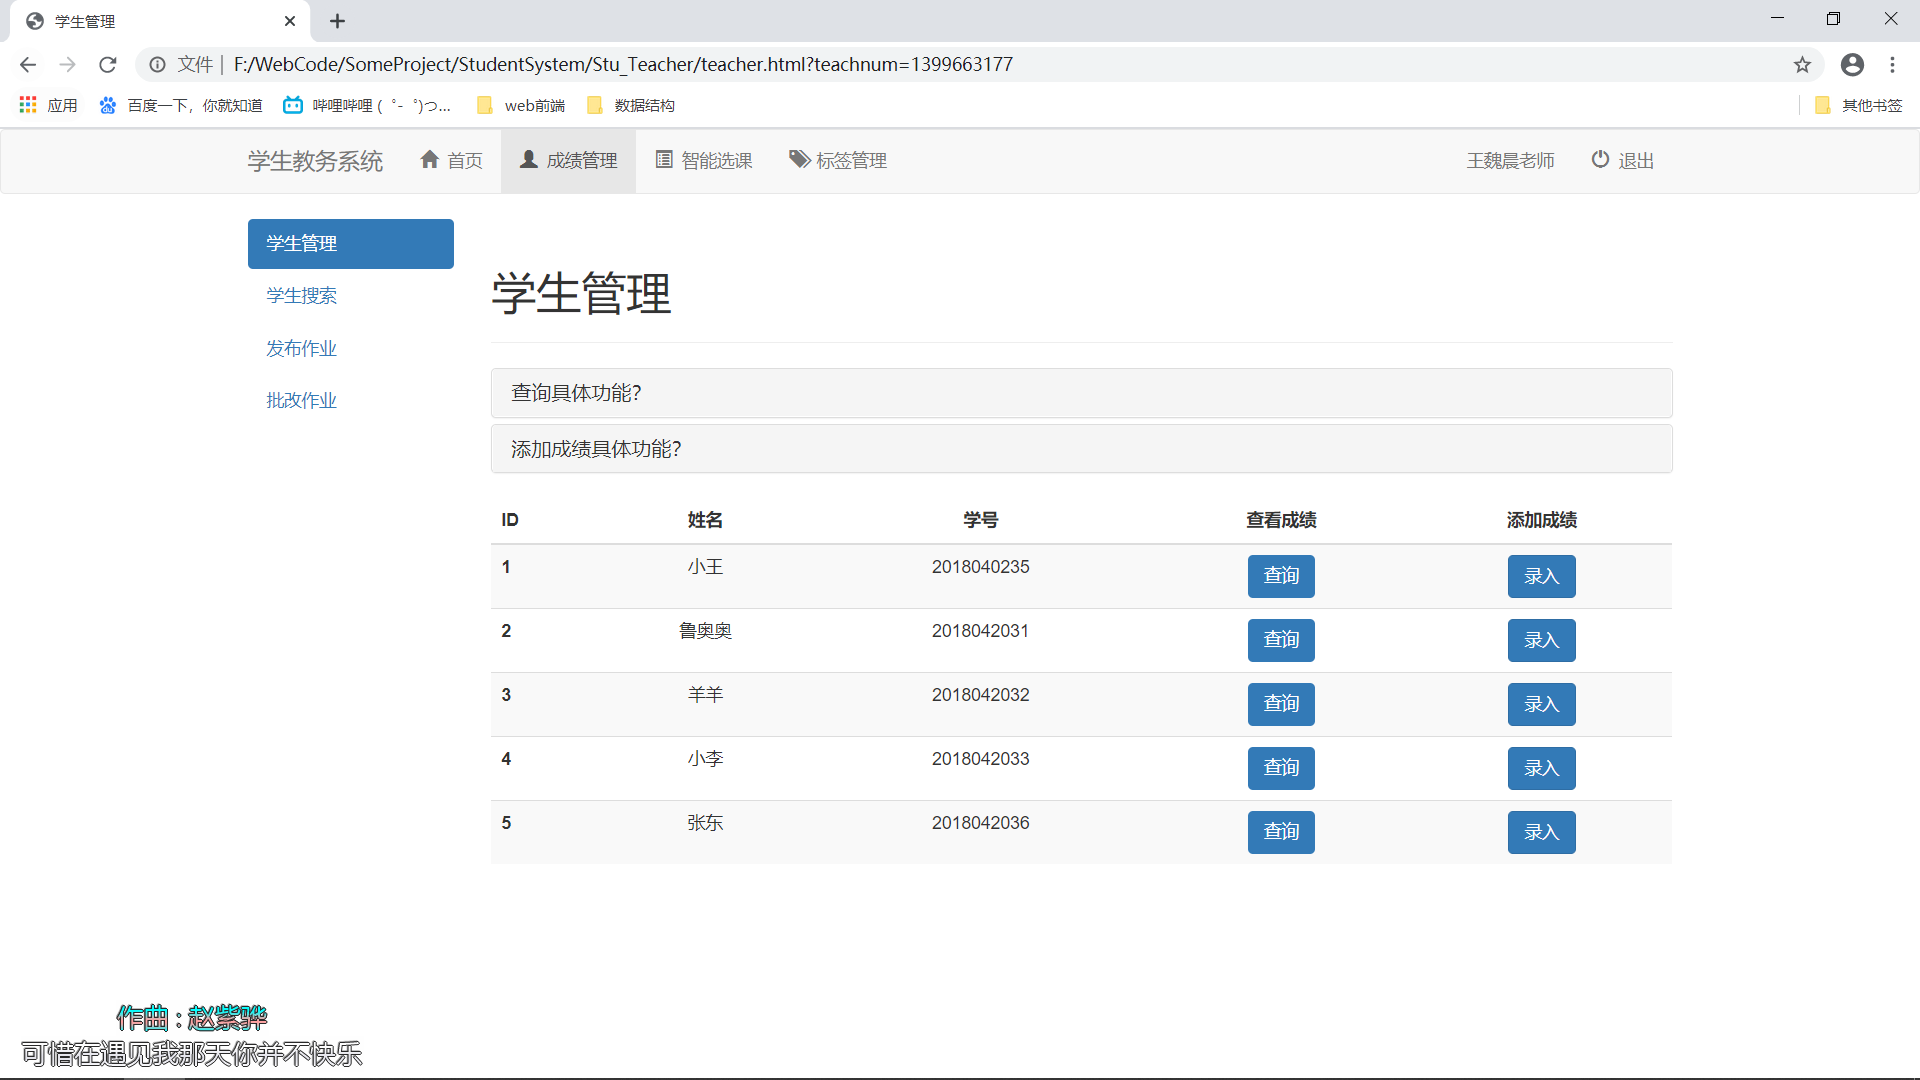 学生管理
文件 | F:/WebCode/SomeProject/StudentSystem/Stu_Teacher/teacher.html?teachnum=1399663177
应用 百度一下，你就知道 哔哩哔哩 ( ゜- ゜)つ... web前端 数据结构 其他书签
学生教务系统 首页 成绩管理 智能选课 标签管理 王魏晨老师 退出
学生管理
学生搜索
发布作业
批改作业
学生管理
查询具体功能?
添加成绩具体功能?
ID 姓名 学号 查看成绩 添加成绩
1 小王 2018040235 查询 录入
2 鲁奥奥 2018042031 查询 录入
3 羊羊 2018042032 查询 录入
4 小李 2018042033 查询 录入
5 张东 2018042036 查询 录入
作曲 : 赵紫骅
可惜在遇见我那天你并不快乐